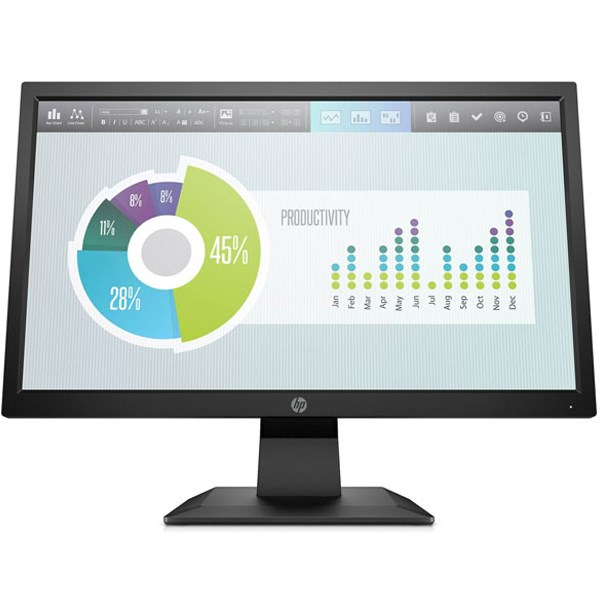 B I U ABC
8%
8%
11%
45%
28%
PRODUCTIVITY
Jan
Feb
Mar
Apr
May
Jun
Jul
Aug
Sep
Oct
Nov
Dec
hp